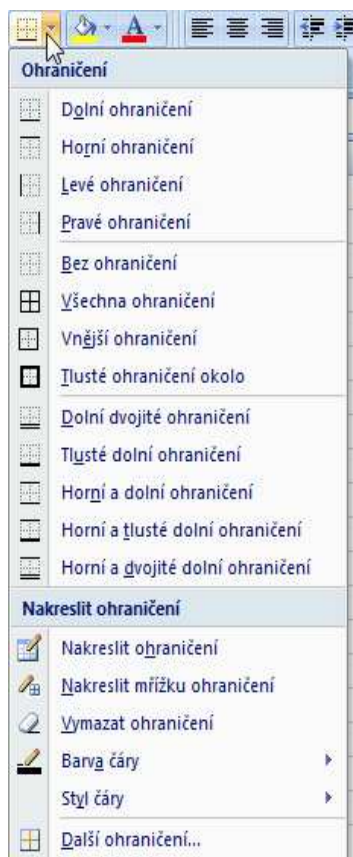 A
Ohraničení
Dolní ohraničení
Horní ohraničení
Levé ohraničení
Pravé ohraničení
Bez ohraničení
Všechna ohraničení
Vnější ohraničení
Tlusté ohraničení okolo
Dolní dvojité ohraničení
Tlusté dolní ohraničení
Horní a dolní ohraničení
Horní a tlusté dolní ohraničení
Horní a dvojité dolní ohraničení
Nakreslit ohraničení
Nakreslit ohraničení
Nakreslit mřížku ohraničení
Vymazat ohraničení
Barva čáry
Styl čáry
Další ohraničení...